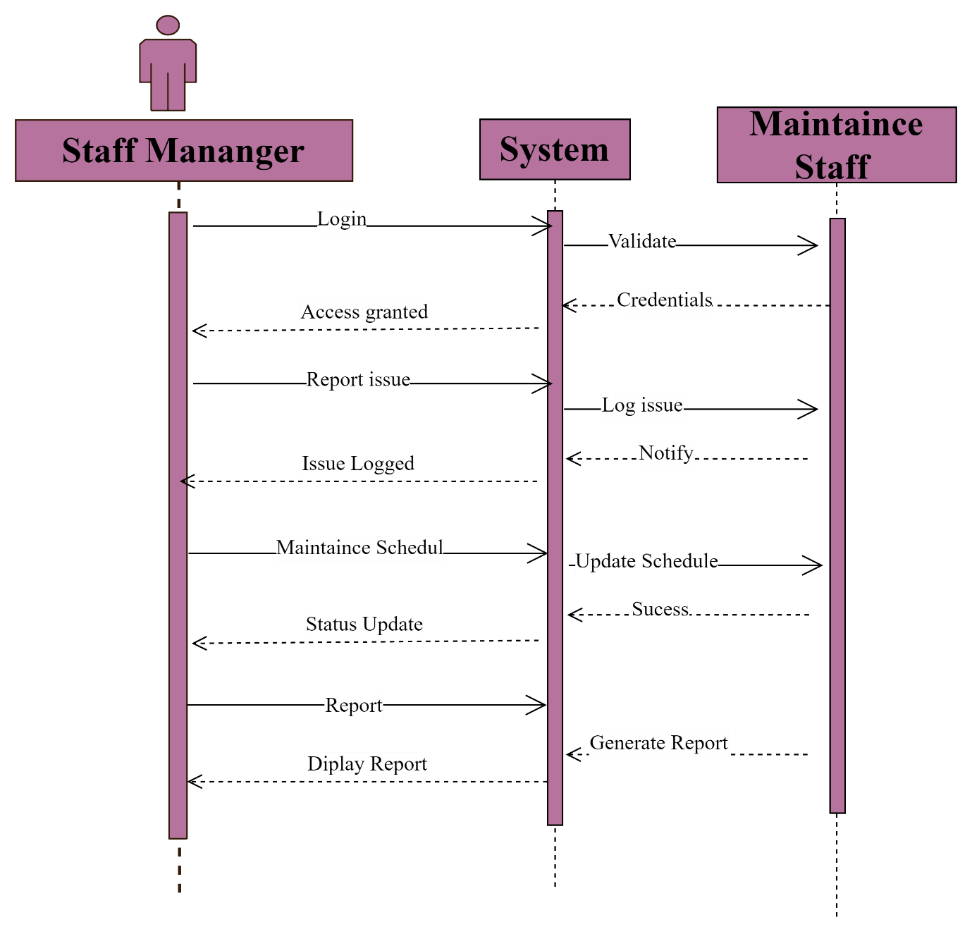 Staff Mananger
System
Maintaince
Staff
Login
Validate
Credentials
Access granted
Report issue
Log issue
Notify
Issue Logged
Maintaince Schedul
Update Schedule
Sucess
Status Update
Report
Generate Report
Diplay Report